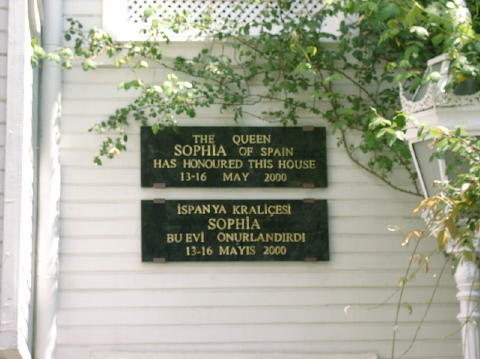 THE QUEEN
SOPHIA OF SPAIN
HAS HONOURED THIS HOUSE
13-16 MAY 2000
İSPANYA KRALİÇESİ
SOPHİA
BU EVİ ONURLANDIRDI
13-16 MAYIS 2000